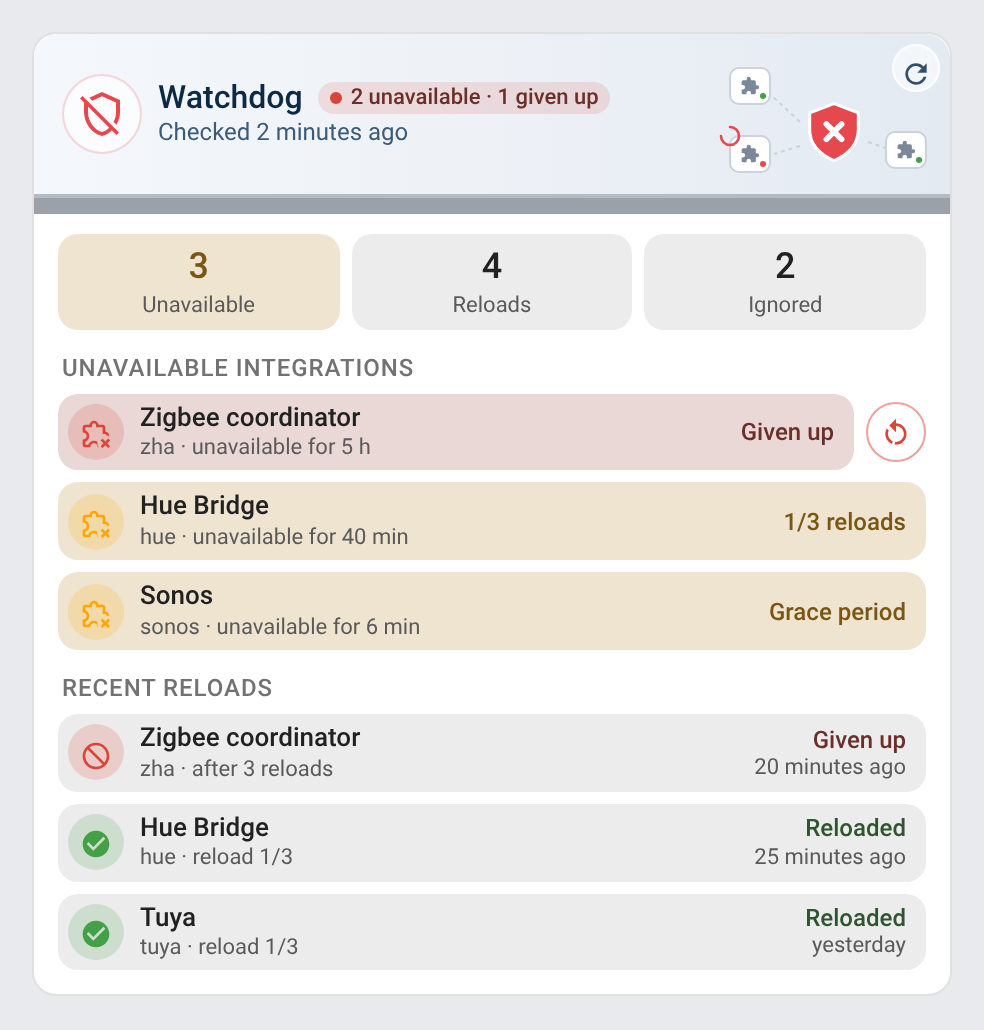 Watchdog
2 unavailable · 1 given up
Checked 2 minutes ago
3
Unavailable
4
Reloads
2
Ignored
UNAVAILABLE INTEGRATIONS
Zigbee coordinator
zha · unavailable for 5 h
Given up
Hue Bridge
hue · unavailable for 40 min
1/3 reloads
Sonos
sonos · unavailable for 6 min
Grace period
RECENT RELOADS
Zigbee coordinator
zha · after 3 reloads
Given up
20 minutes ago
Hue Bridge
hue · reload 1/3
Reloaded
25 minutes ago
Tuya
tuya · reload 1/3
Reloaded
yesterday